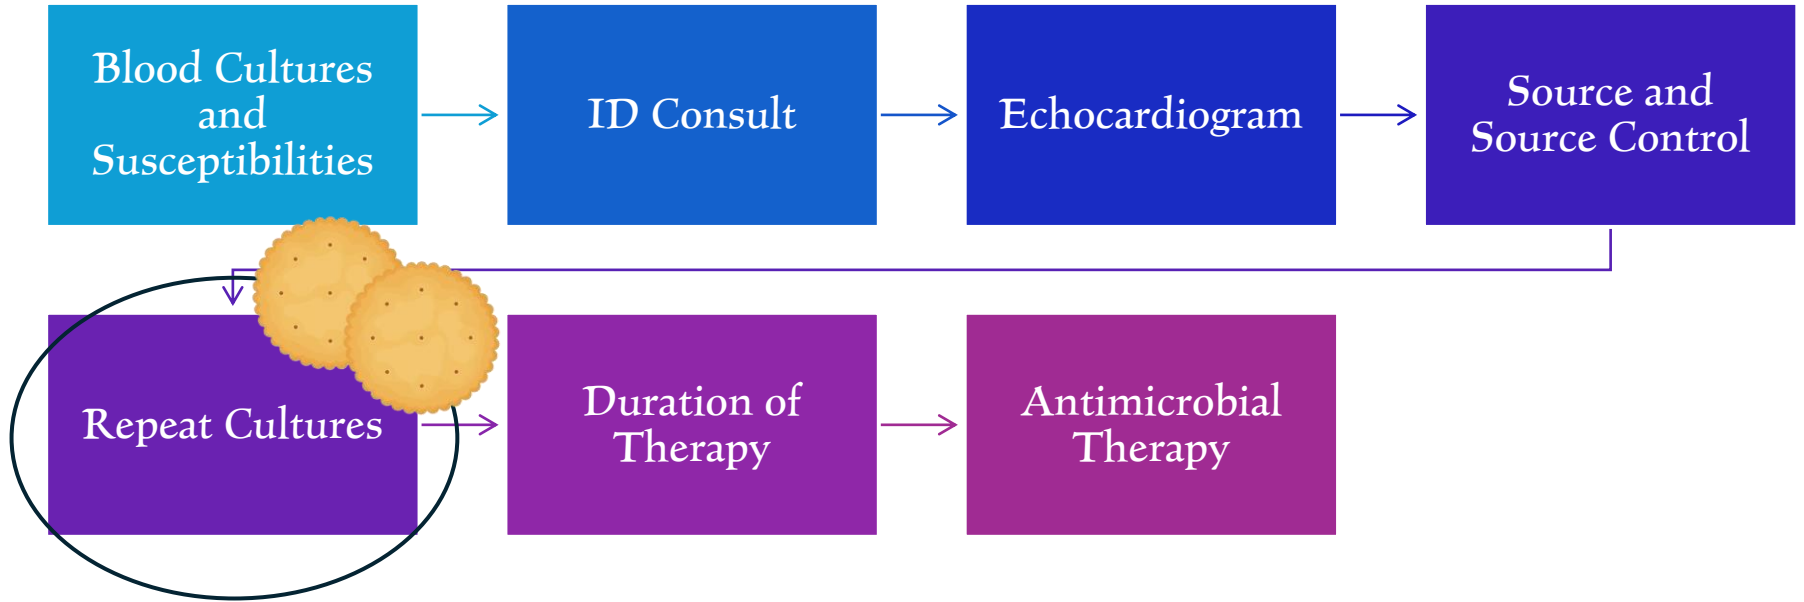 Blood Cultures
and
Susceptibilities
ID Consult
Echocardiogram
Source and
Source Control
Repeat Cultures
Duration of
Therapy
Antimicrobial
Therapy